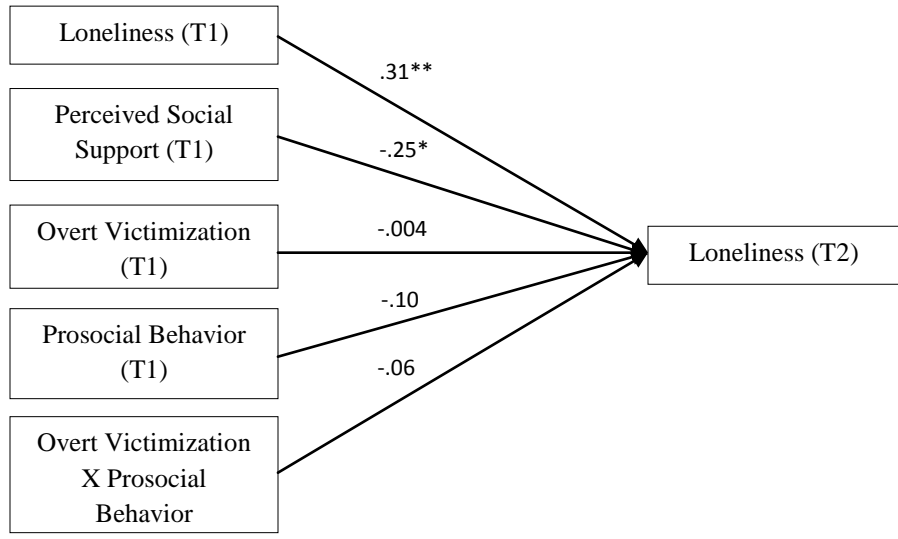 Loneliness (T1)
.31**
Perceived Social
Support (T1)
-.25*
Overt Victimization
(T1)
-.004
Loneliness (T2)
Prosocial Behavior
(T1)
-.10
-.06
Overt Victimization
X Prosocial
Behavior